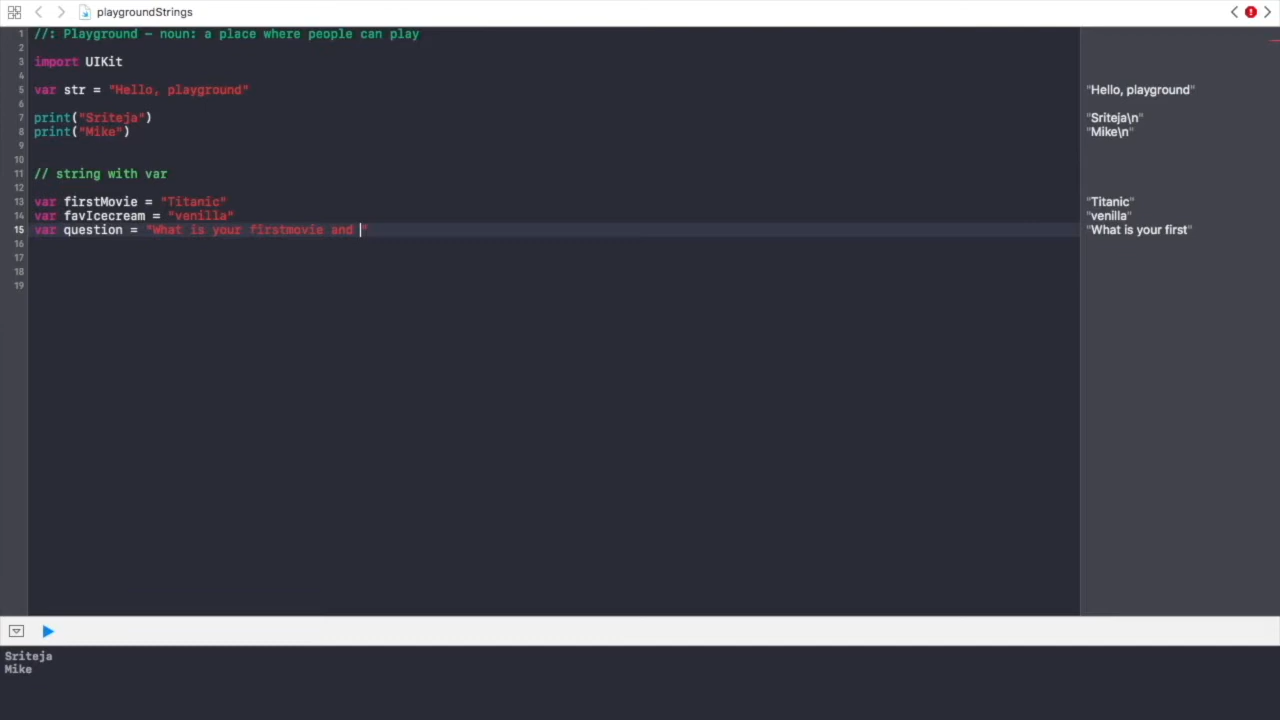 playgroundStrings
1 //: Playground - noun: a place where people can play
2
3 import UIKit
4
5 var str = "Hello, playground" "Hello, playground"
6
7 print("Sriteja") "Sriteja\n"
8 print("Mike") "Mike\n"
9
10
11 // string with var
12
13 var firstMovie = "Titanic" "Titanic"
14 var favIcecream = "venilla" "venilla"
15 var question = "What is your firstmovie and " "What is your first"
16
17
18
19
Sriteja
Mike